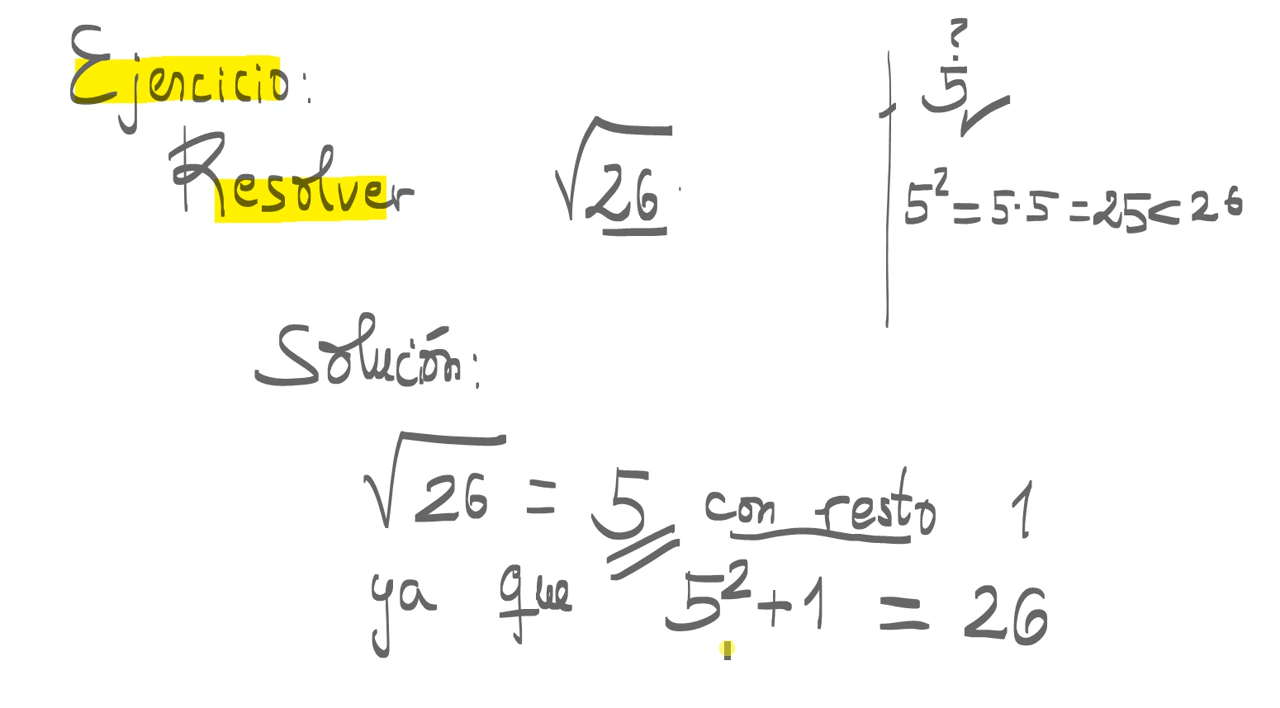 Ejercicio:
Resolver √26
Solución:
√26 = 5 con resto 1
ya que 5²+1 = 26
?
5 ✓
5² = 5·5 = 25 < 26